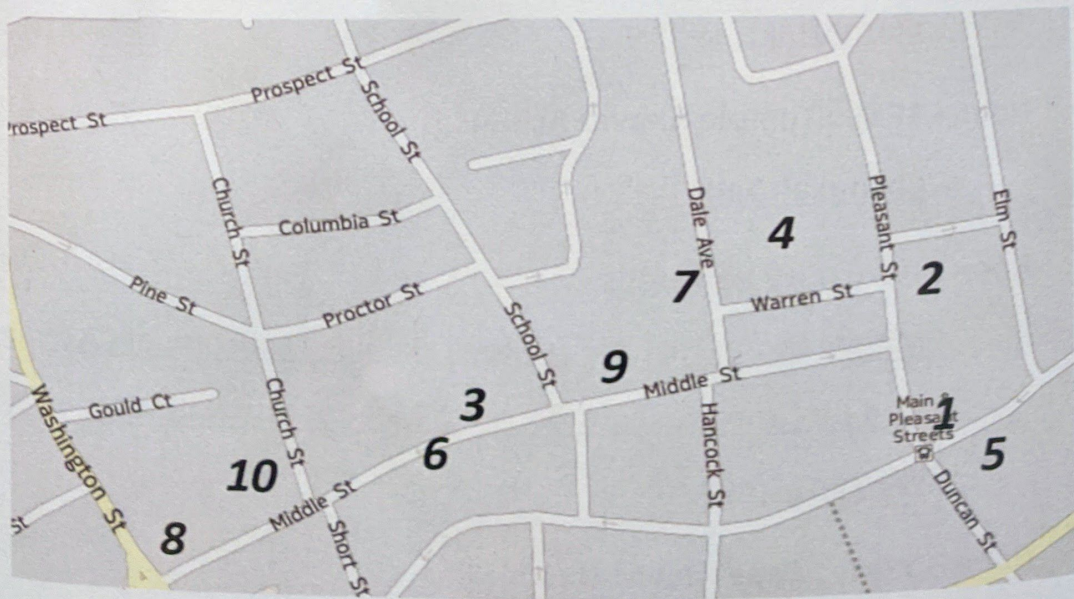 Prospect St
Prospect St
School St
Church St
Columbia St
Dale Ave
Pleasant St
Elm St
4
2
7
Pine St
Proctor St
Warren St
School St
9
Middle St
Washington St
Gould Ct
Church St
3
6
Hancock St
Main &
Pleasant
Streets
1
5
10
8
Middle St
Short St
Duncan St
St